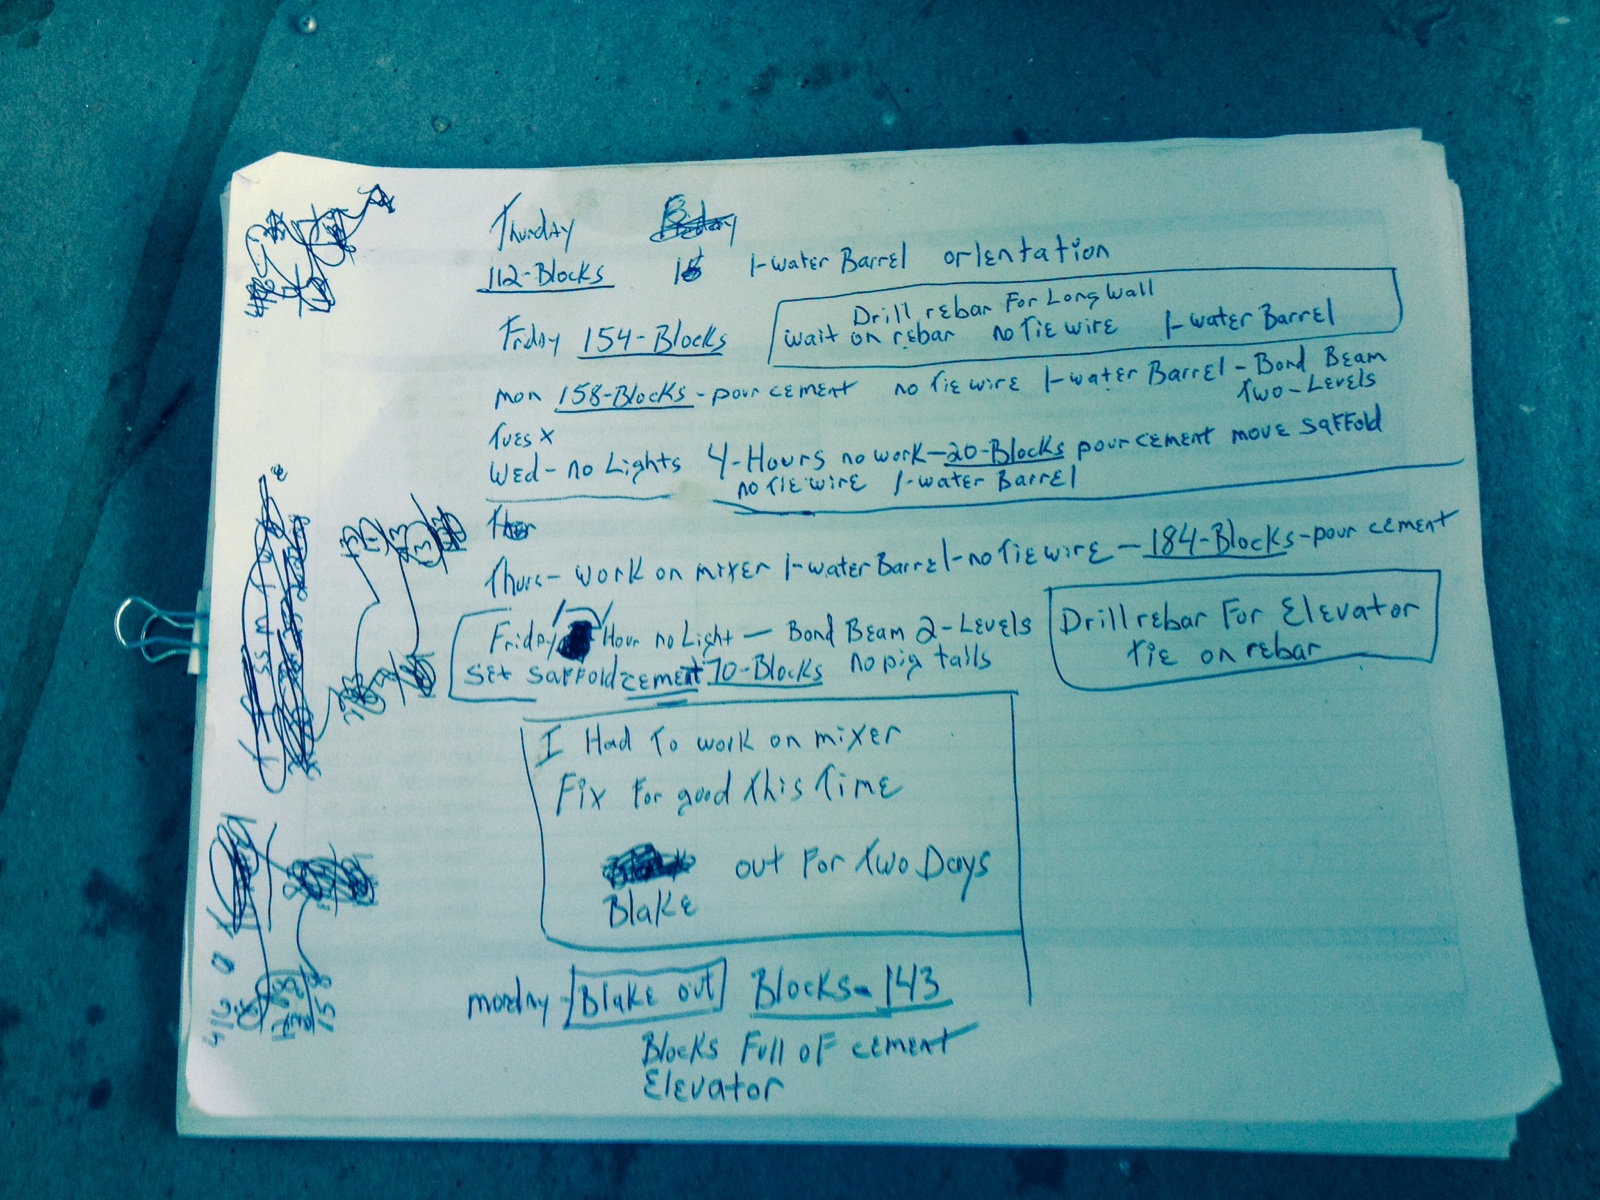 Thursday
112-Blocks 1-water Barrel orientation
Friday 154-Blocks
Drill rebar For Long Wall
wait on rebar no Tie wire 1-water Barrel
mon 158-Blocks - pour cement no Tie wire 1-water Barrel - Bond Beam
Two-Levels
Tues x
Wed - no Lights 4-Hours no work - 20-Blocks pour cement move saffold
no Tie wire 1-water Barrel
Thurs - work on mixer 1-water Barrel - no Tie wire - 184-Blocks - pour cement
Friday Hour no Light - Bond Beam 2-Levels
set saffold cement 70-Blocks no pig tails
Drill rebar For Elevator
Tie on rebar
I Had To work on mixer
Fix For good This Time
out For Two Days
Blake
monday - Blake out Blocks - 143
Blocks Full of cement
Elevator